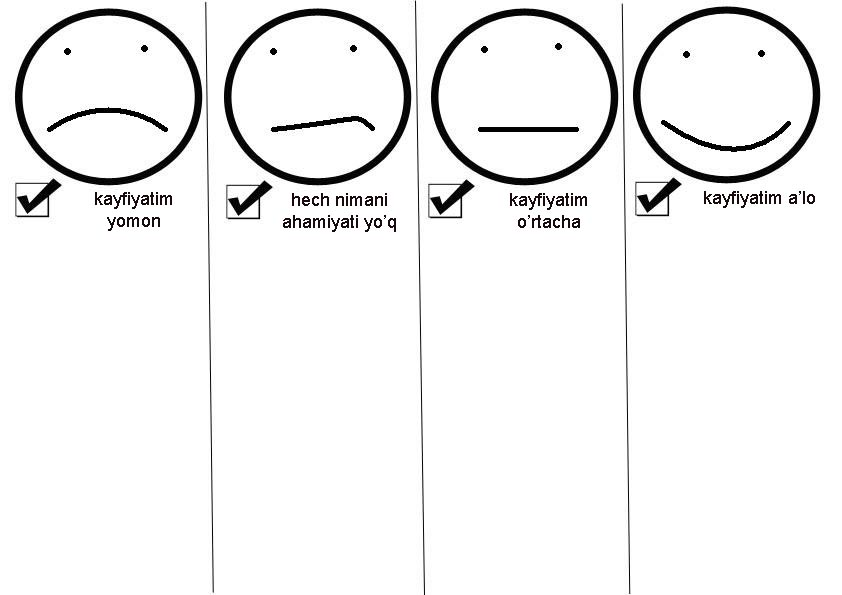 kayfiyatim
yomon
hech nimani
ahamiyati yo’q
kayfiyatim
o’rtacha
kayfiyatim a’lo